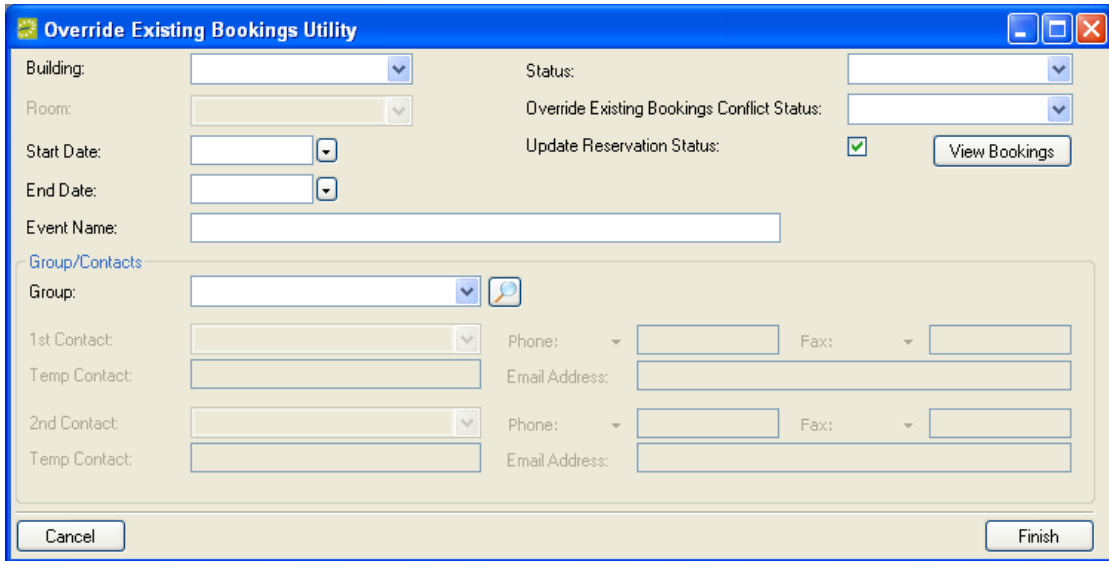 Override Existing Bookings Utility
Building:
Status:
Room:
Override Existing Bookings Conflict Status:
Start Date:
Update Reservation Status:
View Bookings
End Date:
Event Name:
Group/Contacts
Group:
1st Contact:
Phone:
Fax:
Temp Contact:
Email Address:
2nd Contact:
Phone:
Fax:
Temp Contact:
Email Address:
Cancel
Finish